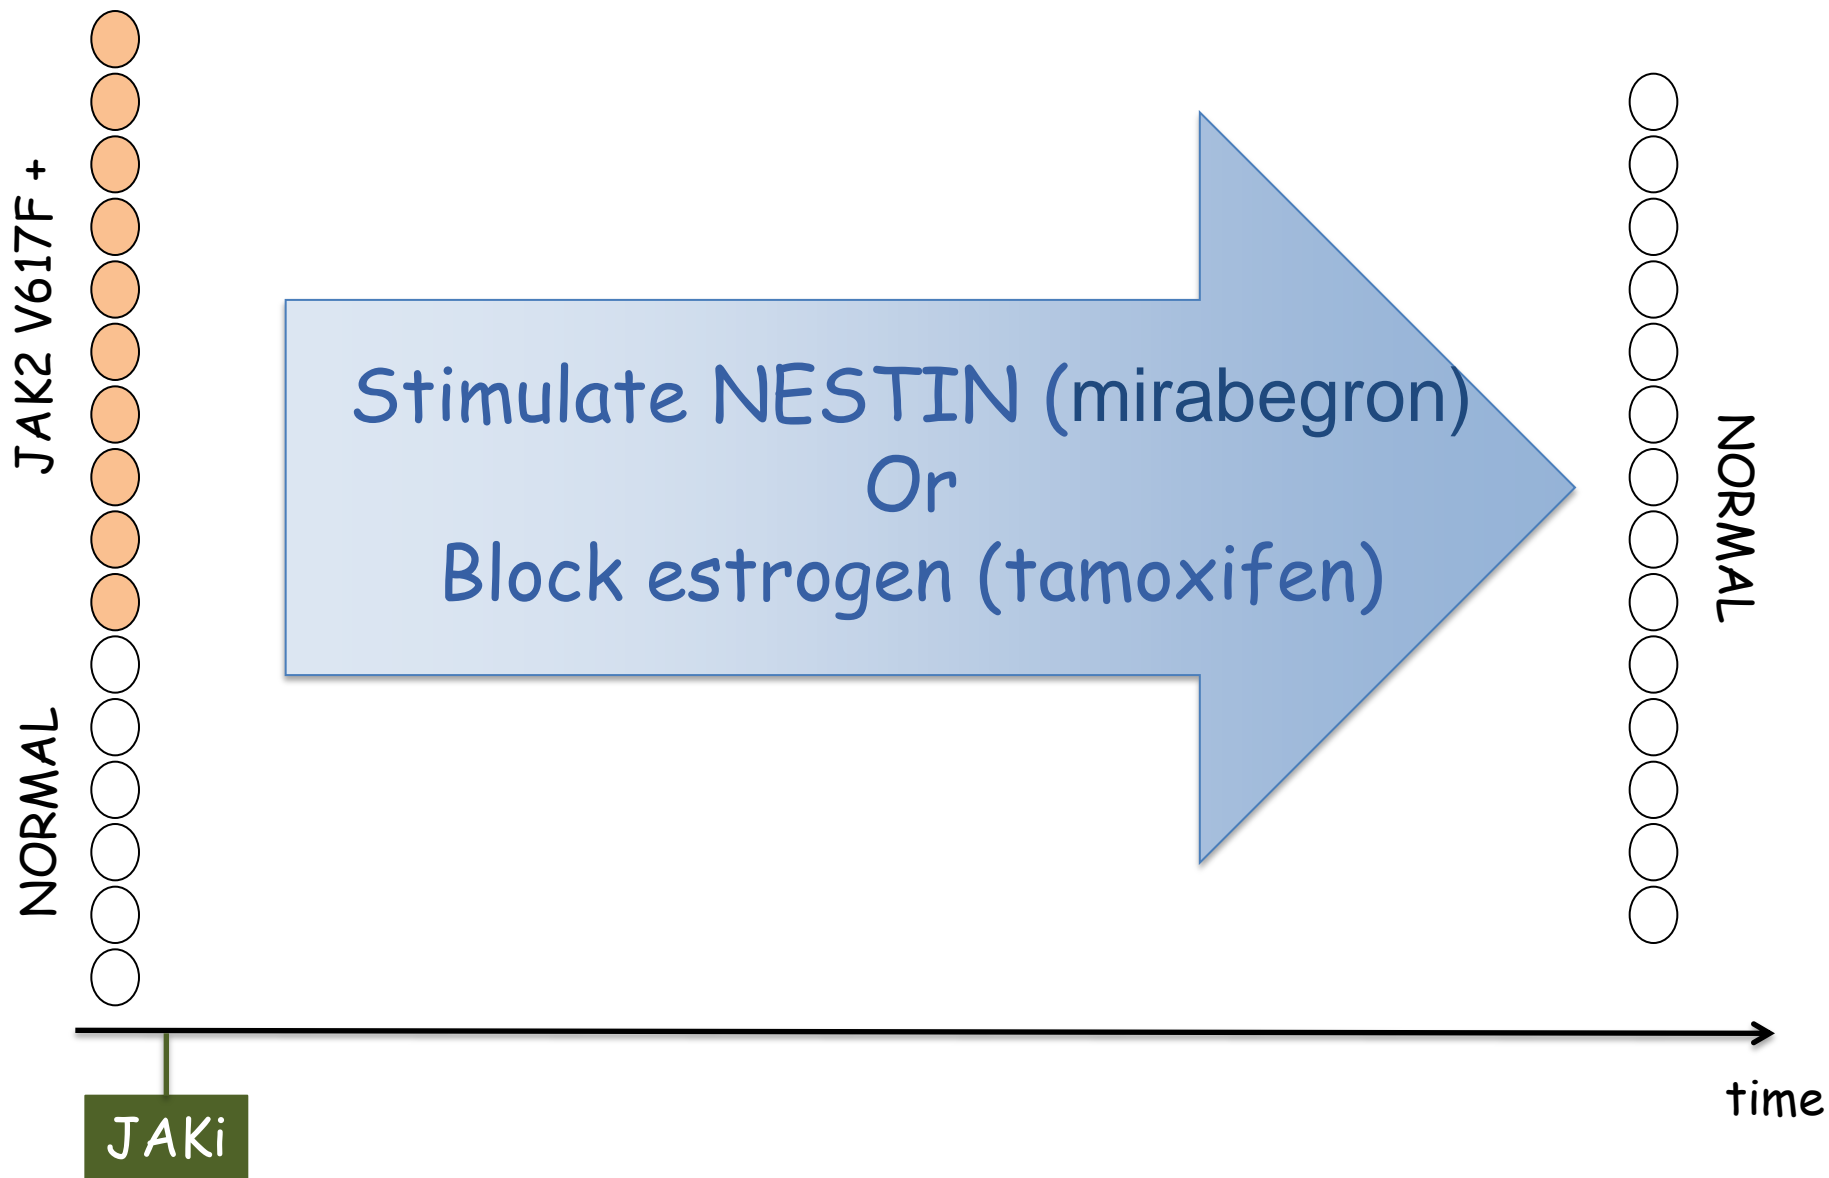 JAK2 V617F +
NORMAL
Stimulate NESTIN (mirabegron)
Or
Block estrogen (tamoxifen)
NORMAL
time
JAKi